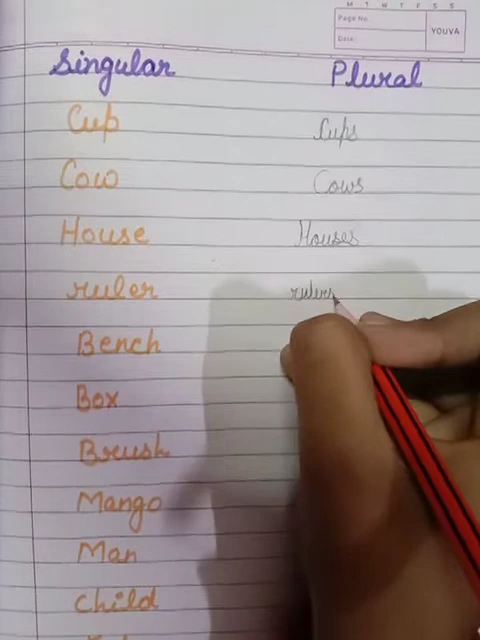 M T W T F S S
Page No.
Date:
YOUVA
Singular Plural
Cup Cups
Cow Cows
House Houses
ruler rulers
Bench
Box
Brush
Mango
Man
Child